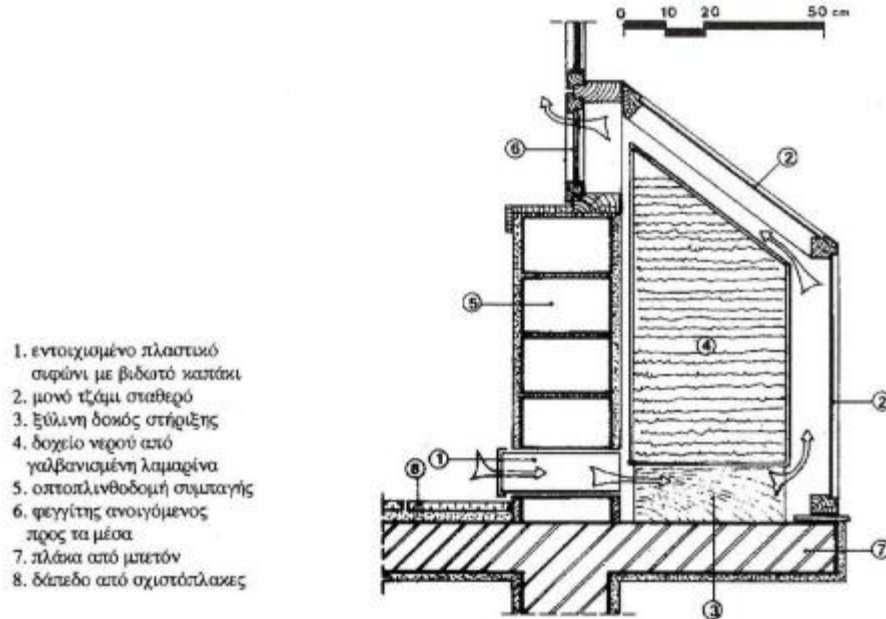 0 10 20 50 cm
1. εντοιχισμένο πλαστικό
σιφώνι με βιδωτό καπάκι
2. μονό τζάμι σταθερό
3. ξύλινη δοκός στήριξης
4. δοχείο νερού από
γαλβανισμένη λαμαρίνα
5. οπτοπλινθοδομή συμπαγής
6. φεγγίτης ανοιγόμενος
προς τα μέσα
7. πλάκα από μπετόν
8. δάπεδο από σχιστόπλακες
6
2
5
4
1
2
8
7
3